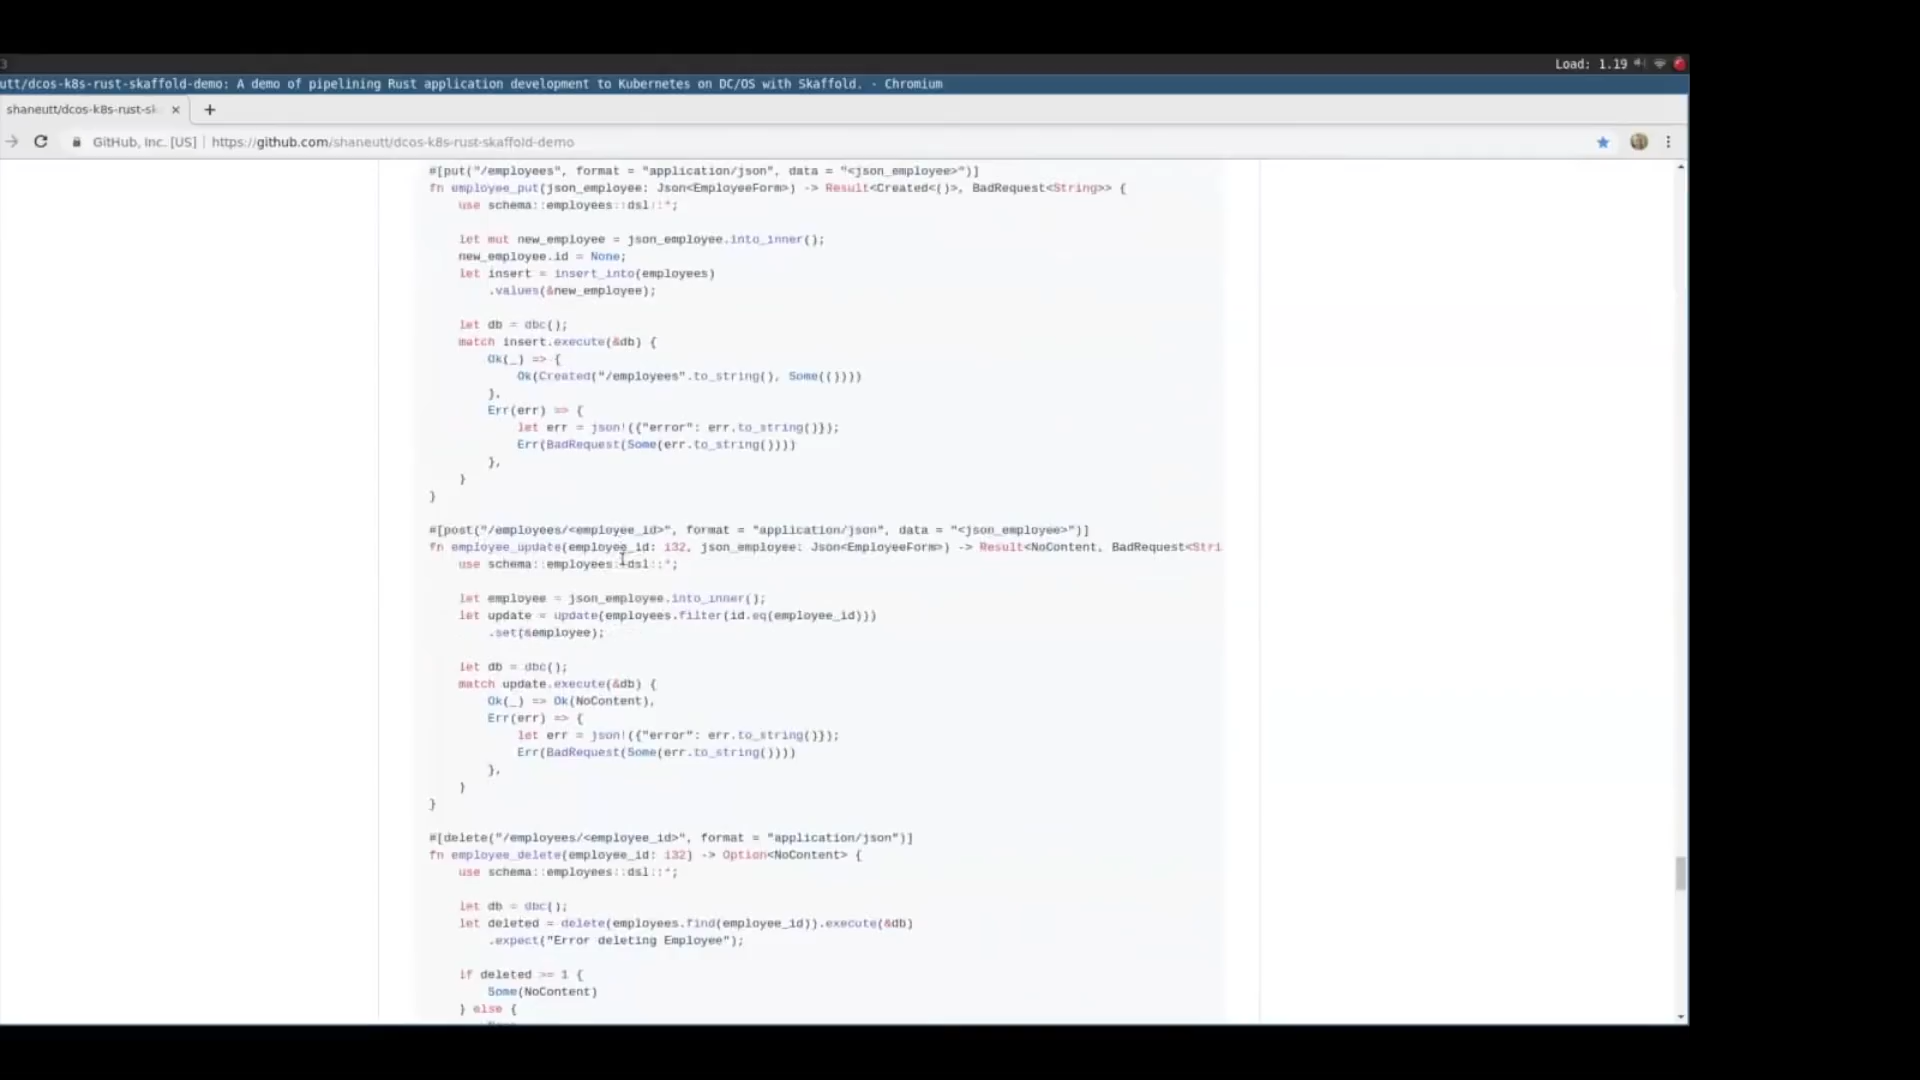 3
Load: 1.19
utt/dcos-k8s-rust-skaffold-demo: A demo of pipelining Rust application development to Kubernetes on DC/OS with Skaffold. - Chromium
shaneutt/dcos-k8s-rust-sk
GitHub, Inc. [US] | https://github.com/shaneutt/dcos-k8s-rust-skaffold-demo
#[put("/employees", format = "application/json", data = "<json_employee>")]
fn employee_put(json_employee: Json<EmployeeForm>) -> Result<Created<()>, BadRequest<String>> {
    use schema::employees::dsl::*;
    let mut new_employee = json_employee.into_inner();
    new_employee.id = None;
    let insert = insert_into(employees)
        .values(&new_employee);
    let db = dbc();
    match insert.execute(&db) {
        Ok(_) => {
            Ok(Created("/employees".to_string(), Some(())))
        },
        Err(err) => {
            let err = json!({"error": err.to_string()});
            Err(BadRequest(Some(err.to_string())))
        },
    }
}
#[post("/employees/<employee_id>", format = "application/json", data = "<json_employee>")]
fn employee_update(employee_id: i32, json_employee: Json<EmployeeForm>) -> Result<NoContent, BadRequest<Stri
    use schema::employees::dsl::*;
    let employee = json_employee.into_inner();
    let update = update(employees.filter(id.eq(employee_id)))
        .set(&employee);
    let db = dbc();
    match update.execute(&db) {
        Ok(_) => Ok(NoContent),
        Err(err) => {
            let err = json!({"error": err.to_string()});
            Err(BadRequest(Some(err.to_string())))
        },
    }
}
#[delete("/employees/<employee_id>", format = "application/json")]
fn employee_delete(employee_id: i32) -> Option<NoContent> {
    use schema::employees::dsl::*;
    let db = dbc();
    let deleted = delete(employees.find(employee_id)).execute(&db)
        .expect("Error deleting Employee");
    if deleted >= 1 {
        Some(NoContent)
    } else {